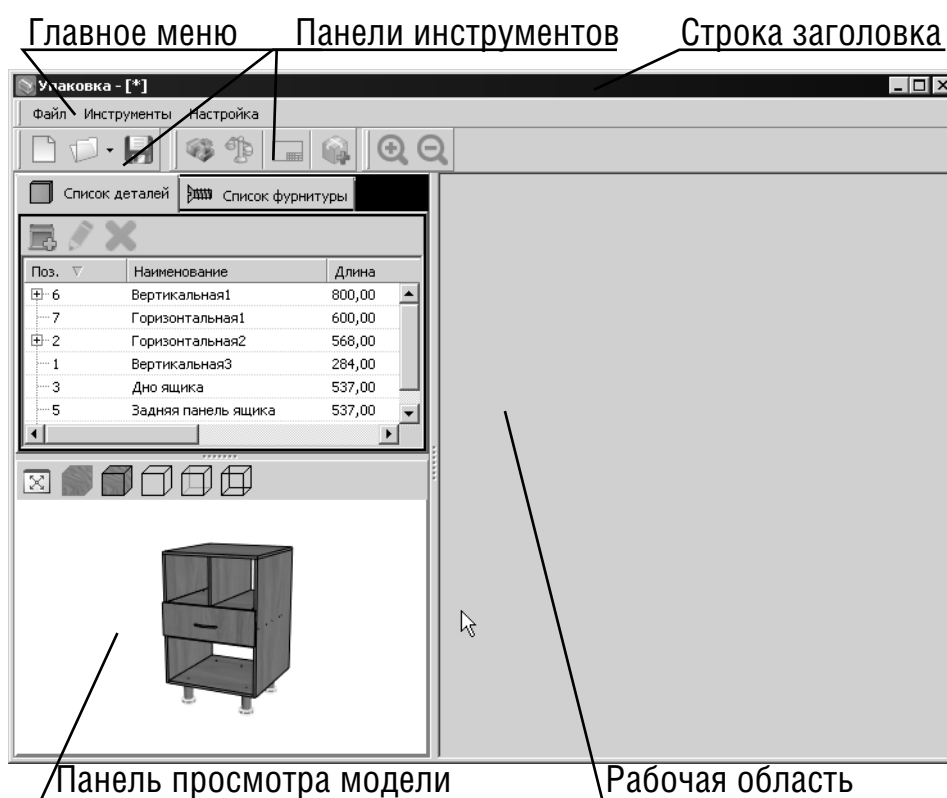 Главное меню Панели инструментов Строка заголовка
Упаковка - [*]
Файл Инструменты Настройка
Список деталей Список фурнитуры
Поз. Наименование Длина
6 Вертикальная1 800,00
7 Горизонтальная1 600,00
2 Горизонтальная2 568,00
1 Вертикальная3 284,00
3 Дно ящика 537,00
5 Задняя панель ящика 537,00
Панель просмотра модели Рабочая область